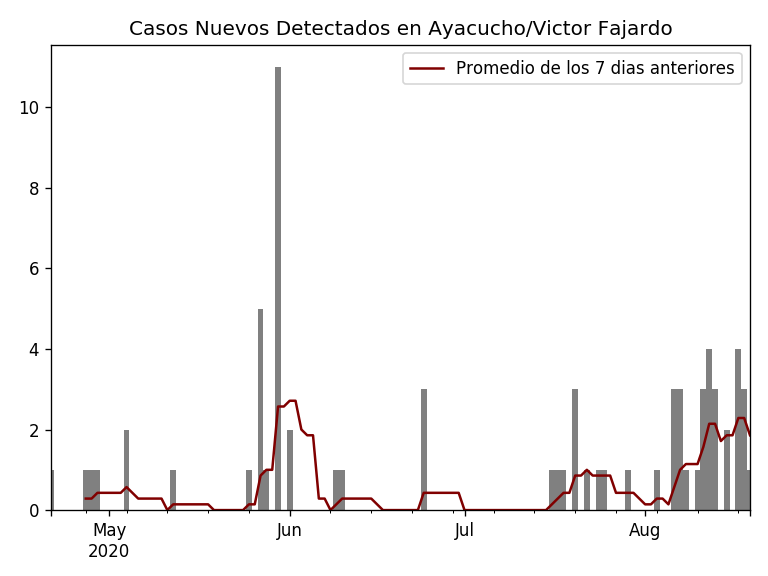 Casos Nuevos Detectados en Ayacucho/Victor Fajardo
Promedio de los 7 dias anteriores
10
8
6
4
2
0
May Jun Jul Aug
2020